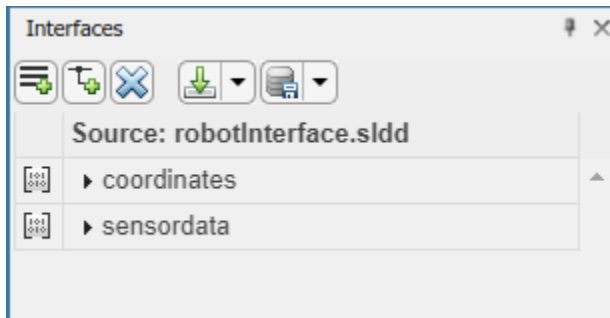 Interfaces
Source: robotInterface.sldd
coordinates
sensordata